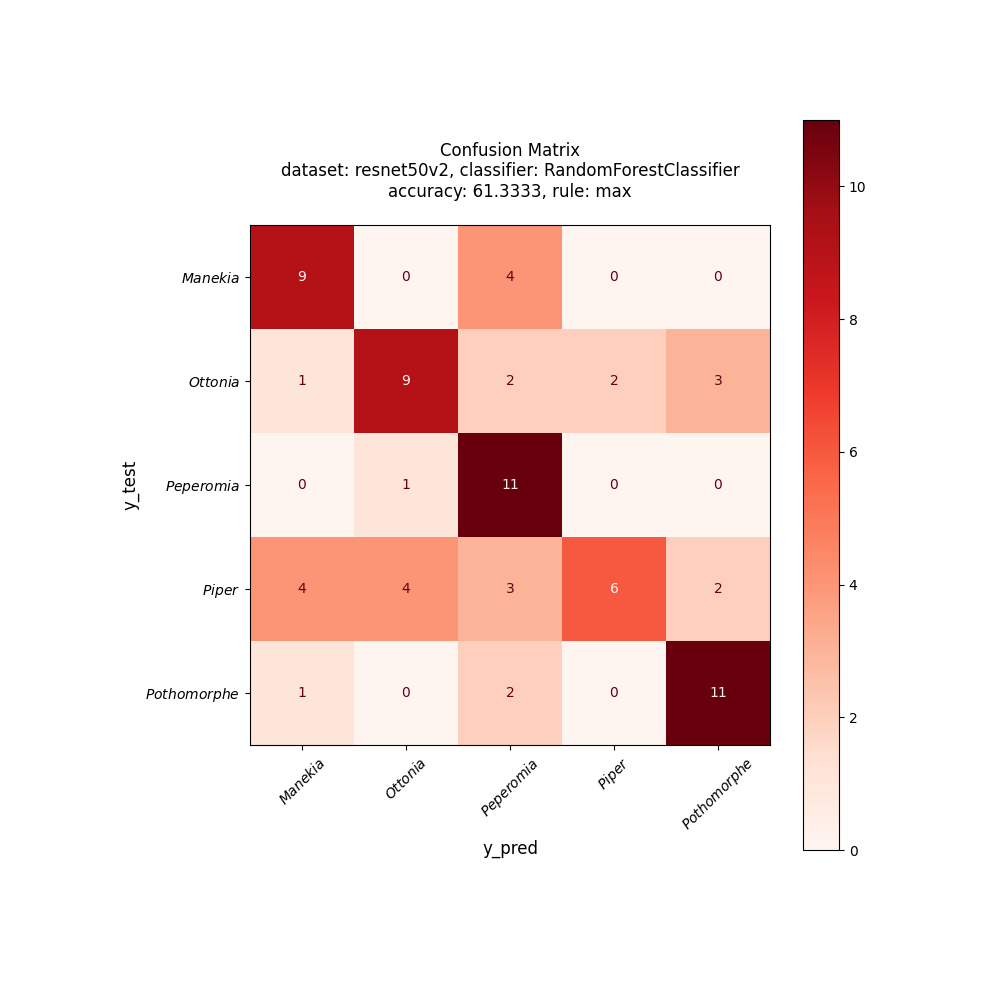 Confusion Matrix
dataset: resnet50v2, classifier: RandomForestClassifier
accuracy: 61.3333, rule: max
y_test
Manekia 9 0 4 0 0
Ottonia 1 9 2 2 3
Peperomia 0 1 11 0 0
Piper 4 4 3 6 2
Pothomorphe 1 0 2 0 11
Manekia Ottonia Peperomia Piper Pothomorphe
y_pred
10
8
6
4
2
0